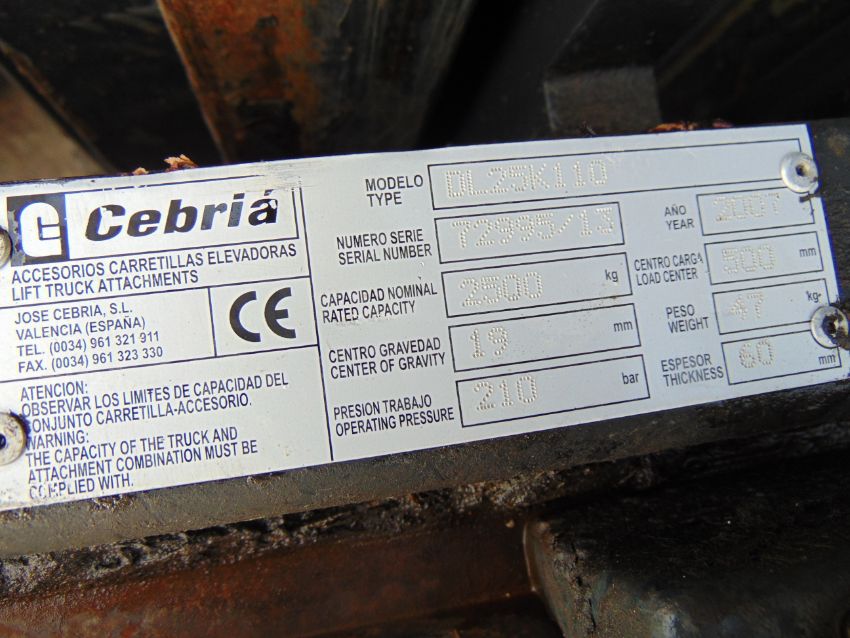 C Cebriá
ACCESORIOS CARRETILLAS ELEVADORAS
LIFT TRUCK ATTACHMENTS
JOSE CEBRIA, S.L.
VALENCIA (ESPAÑA)
TEL. (0034) 961 321 911
FAX. (0034) 961 323 330
CE
ATENCION:
OBSERVAR LOS LIMITES DE CAPACIDAD DEL
CONJUNTO CARRETILLA-ACCESORIO.
WARNING:
THE CAPACITY OF THE TRUCK AND
ATTACHMENT COMBINATION MUST BE
COMPLIED WITH.
MODELO
TYPE
DL25K110
NUMERO SERIE
SERIAL NUMBER
72995/13
AÑO
YEAR
2007
CAPACIDAD NOMINAL
RATED CAPACITY
2500 kg
CENTRO CARGA
LOAD CENTER
500 mm
CENTRO GRAVEDAD
CENTER OF GRAVITY
19 mm
PESO
WEIGHT
47 kg.
PRESION TRABAJO
OPERATING PRESSURE
210 bar
ESPESOR
THICKNESS
60 mm